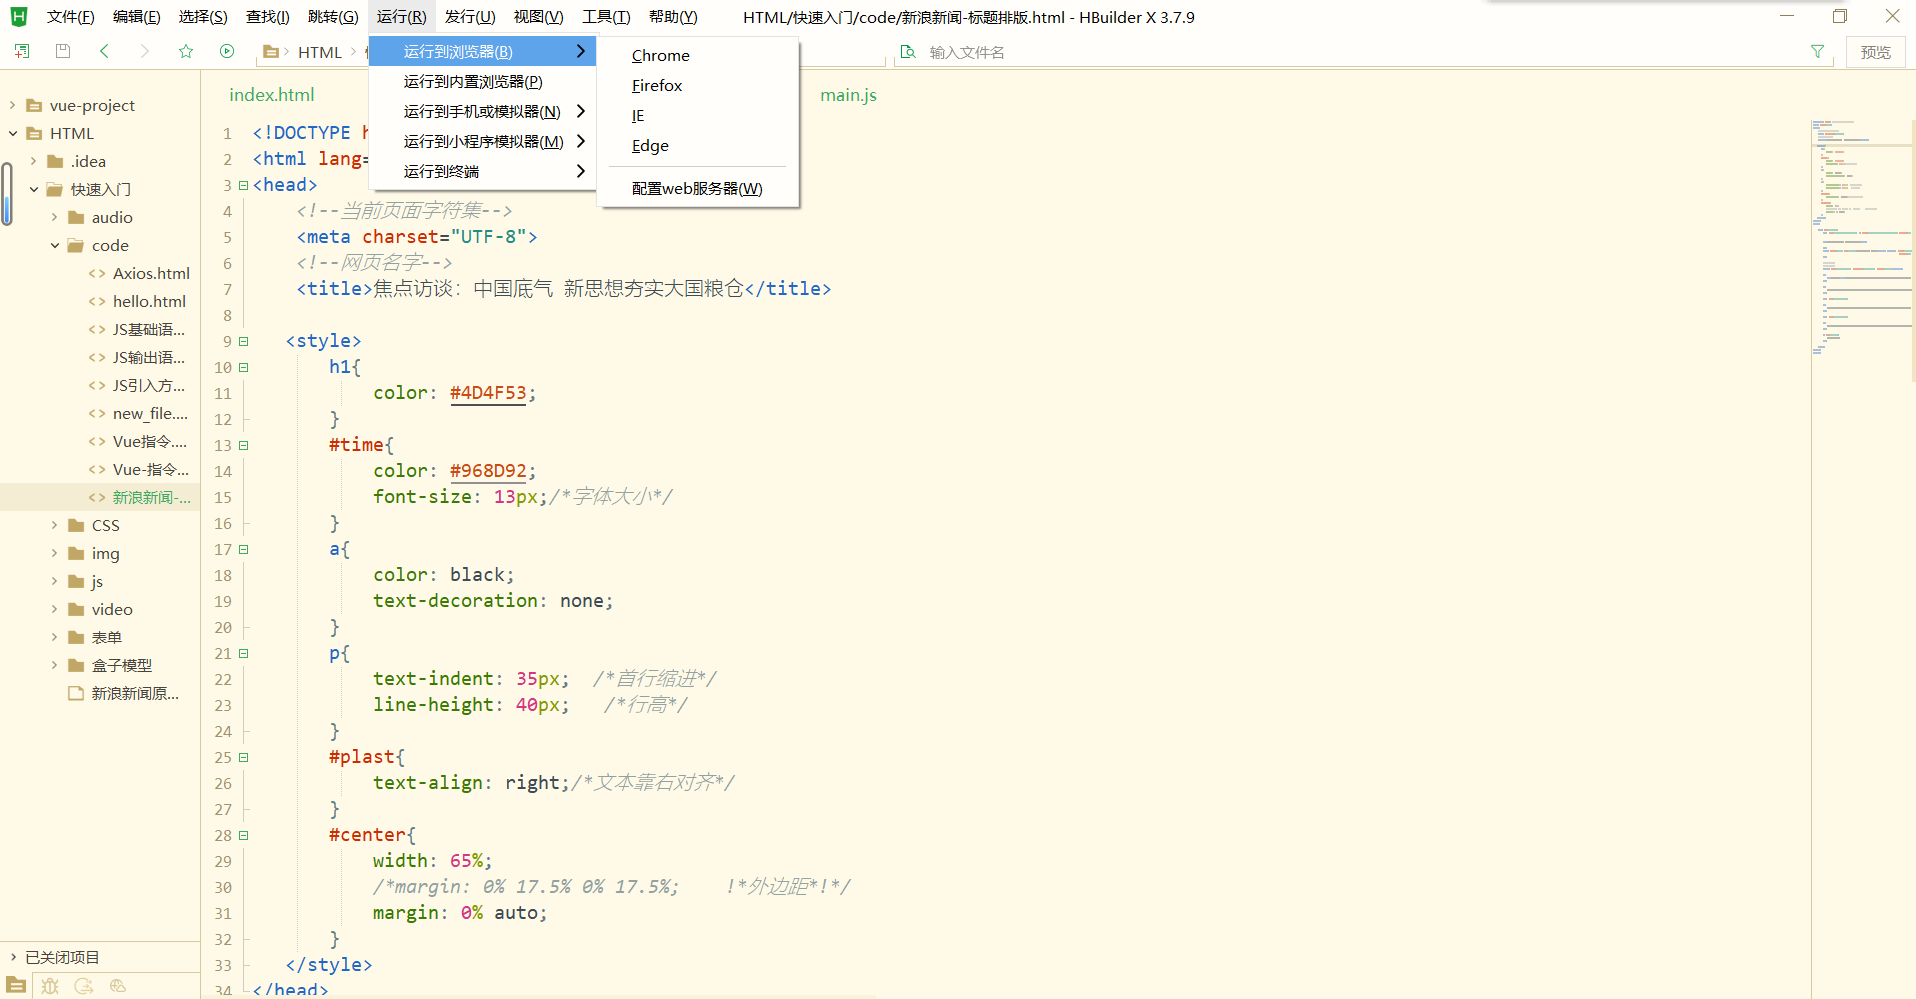 文件(F) 编辑(E) 选择(S) 查找(I) 跳转(G) 运行(R) 发行(U) 视图(V) 工具(T) 帮助(Y) HTML/快速入门/code/新浪新闻-标题排版.html - HBuilder X 3.7.9
HTML 输入文件名 预览
运行到浏览器(B)
运行到内置浏览器(P)
运行到手机或模拟器(N)
运行到小程序模拟器(M)
运行到终端
Chrome
Firefox
IE
Edge
配置web服务器(W)
vue-project
HTML
.idea
快速入门
audio
code
Axios.html
hello.html
JS基础语...
JS输出语...
JS引入方...
new_file....
Vue指令....
Vue-指令...
新浪新闻-...
CSS
img
js
video
表单
盒子模型
新浪新闻原...
已关闭项目
index.html main.js
1 <!DOCTYPE h
2 <html lang=
3 <head>
4 <!--当前页面字符集-->
5 <meta charset="UTF-8">
6 <!--网页名字-->
7 <title>焦点访谈：中国底气 新思想夯实大国粮仓</title>
8
9 <style>
10 h1{
11 color: #4D4F53;
12 }
13 #time{
14 color: #968D92;
15 font-size: 13px;/*字体大小*/
16 }
17 a{
18 color: black;
19 text-decoration: none;
20 }
21 p{
22 text-indent: 35px; /*首行缩进*/
23 line-height: 40px; /*行高*/
24 }
25 #plast{
26 text-align: right;/*文本靠右对齐*/
27 }
28 #center{
29 width: 65%;
30 /*margin: 0% 17.5% 0% 17.5%; !*外边距*!*/
31 margin: 0% auto;
32 }
33 </style>
34 </head>